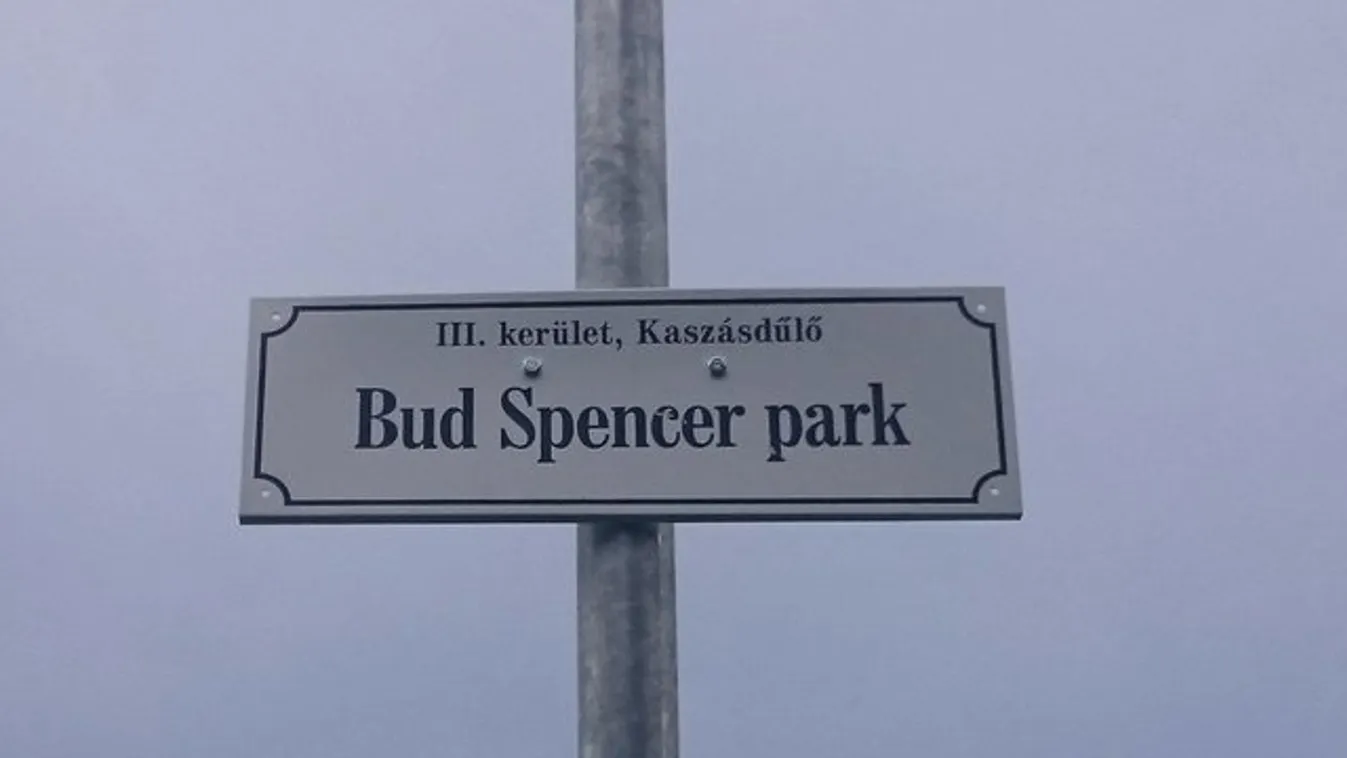 III. kerület, Kaszásdűlő
Bud Spencer park